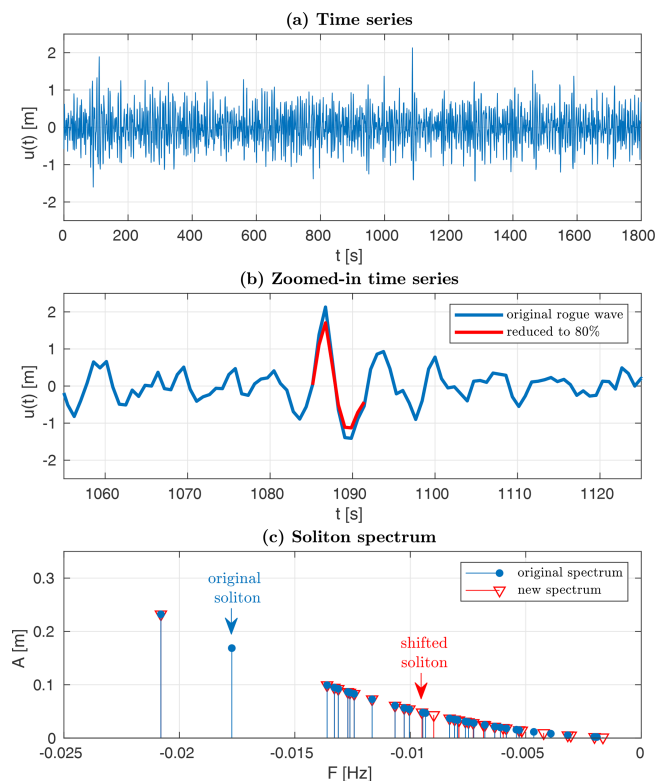 (a) Time series
2
1
0
-1
-2
u(t) [m]
0 200 400 600 800 1000 1200 1400 1600 1800
t [s]
(b) Zoomed-in time series
2
1
0
-1
-2
u(t) [m]
original rogue wave
reduced to 80%
1060 1070 1080 1090 1100 1110 1120
t [s]
(c) Soliton spectrum
0.3
0.2
0.1
0
A [m]
original
soliton
shifted
soliton
original spectrum
new spectrum
-0.025 -0.02 -0.015 -0.01 -0.005 0
F [Hz]